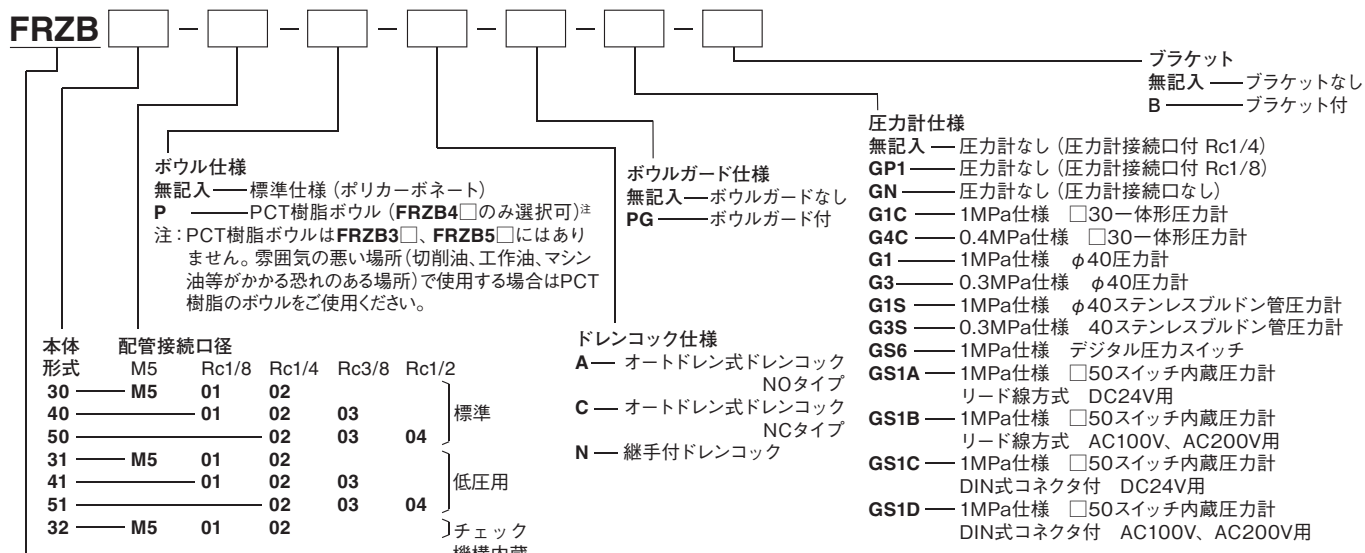 FRZB □ － □ － □ － □ － □ － □ － □
ブラケット
無記入 ── ブラケットなし
B ── ブラケット付
圧力計仕様
無記入 ── 圧力計なし（圧力計接続口付 Rc1/4）
GP1 ── 圧力計なし（圧力計接続口付 Rc1/8）
GN ── 圧力計なし（圧力計接続口なし）
G1C ── 1MPa仕様　□30一体形圧力計
G4C ── 0.4MPa仕様　□30一体形圧力計
G1 ── 1MPa仕様　φ40圧力計
G3 ── 0.3MPa仕様　φ40圧力計
G1S ── 1MPa仕様　φ40ステンレスブルドン管圧力計
G3S ── 0.3MPa仕様　40ステンレスブルドン管圧力計
GS6 ── 1MPa仕様　デジタル圧力スイッチ
GS1A ── 1MPa仕様　□50スイッチ内蔵圧力計
リード線方式　DC24V用
GS1B ── 1MPa仕様　□50スイッチ内蔵圧力計
リード線方式　AC100V、AC200V用
GS1C ── 1MPa仕様　□50スイッチ内蔵圧力計
DIN式コネクタ付　DC24V用
GS1D ── 1MPa仕様　□50スイッチ内蔵圧力計
DIN式コネクタ付　AC100V、AC200V用
ボウルガード仕様
無記入 ── ボウルガードなし
PG ── ボウルガード付
ドレンコック仕様
A ── オートドレン式ドレンコック
NOタイプ
C ── オートドレン式ドレンコック
NCタイプ
N ── 継手付ドレンコック
ボウル仕様
無記入 ── 標準仕様（ポリカーボネート）
P ── PCT樹脂ボウル（FRZB4□のみ選択可）注
注：PCT樹脂ボウルはFRZB3□、FRZB5□にはあり
ません。雰囲気の悪い場所（切削油、工作油、マシン
油等がかかる恐れのある場所）で使用する場合はPCT
樹脂のボウルをご使用ください。
本体　配管接続口径
形式　M5　Rc1/8　Rc1/4　Rc3/8　Rc1/2
30 ── M5　01　02
40 ── 01　02　03　標準
50 ── 02　03　04
31 ── M5　01　02
41 ── 01　02　03　低圧用
51 ── 02　03　04
32 ── M5　01　02　チェック
機構内蔵